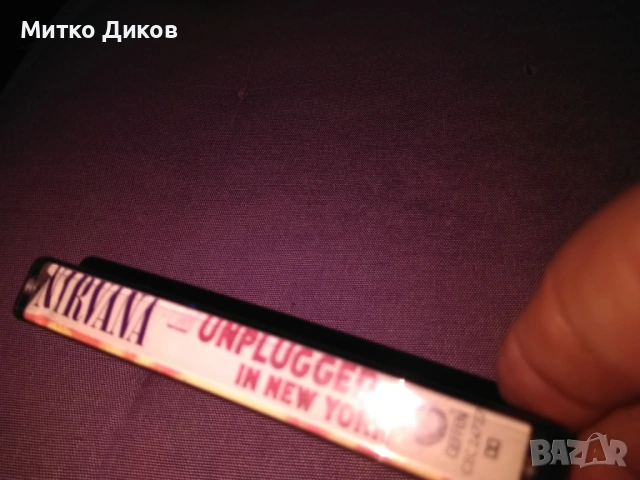 Митко Диков
NIRVANA
UNPLUGGED
IN NEW YORK
GEFFEN
BAZAR